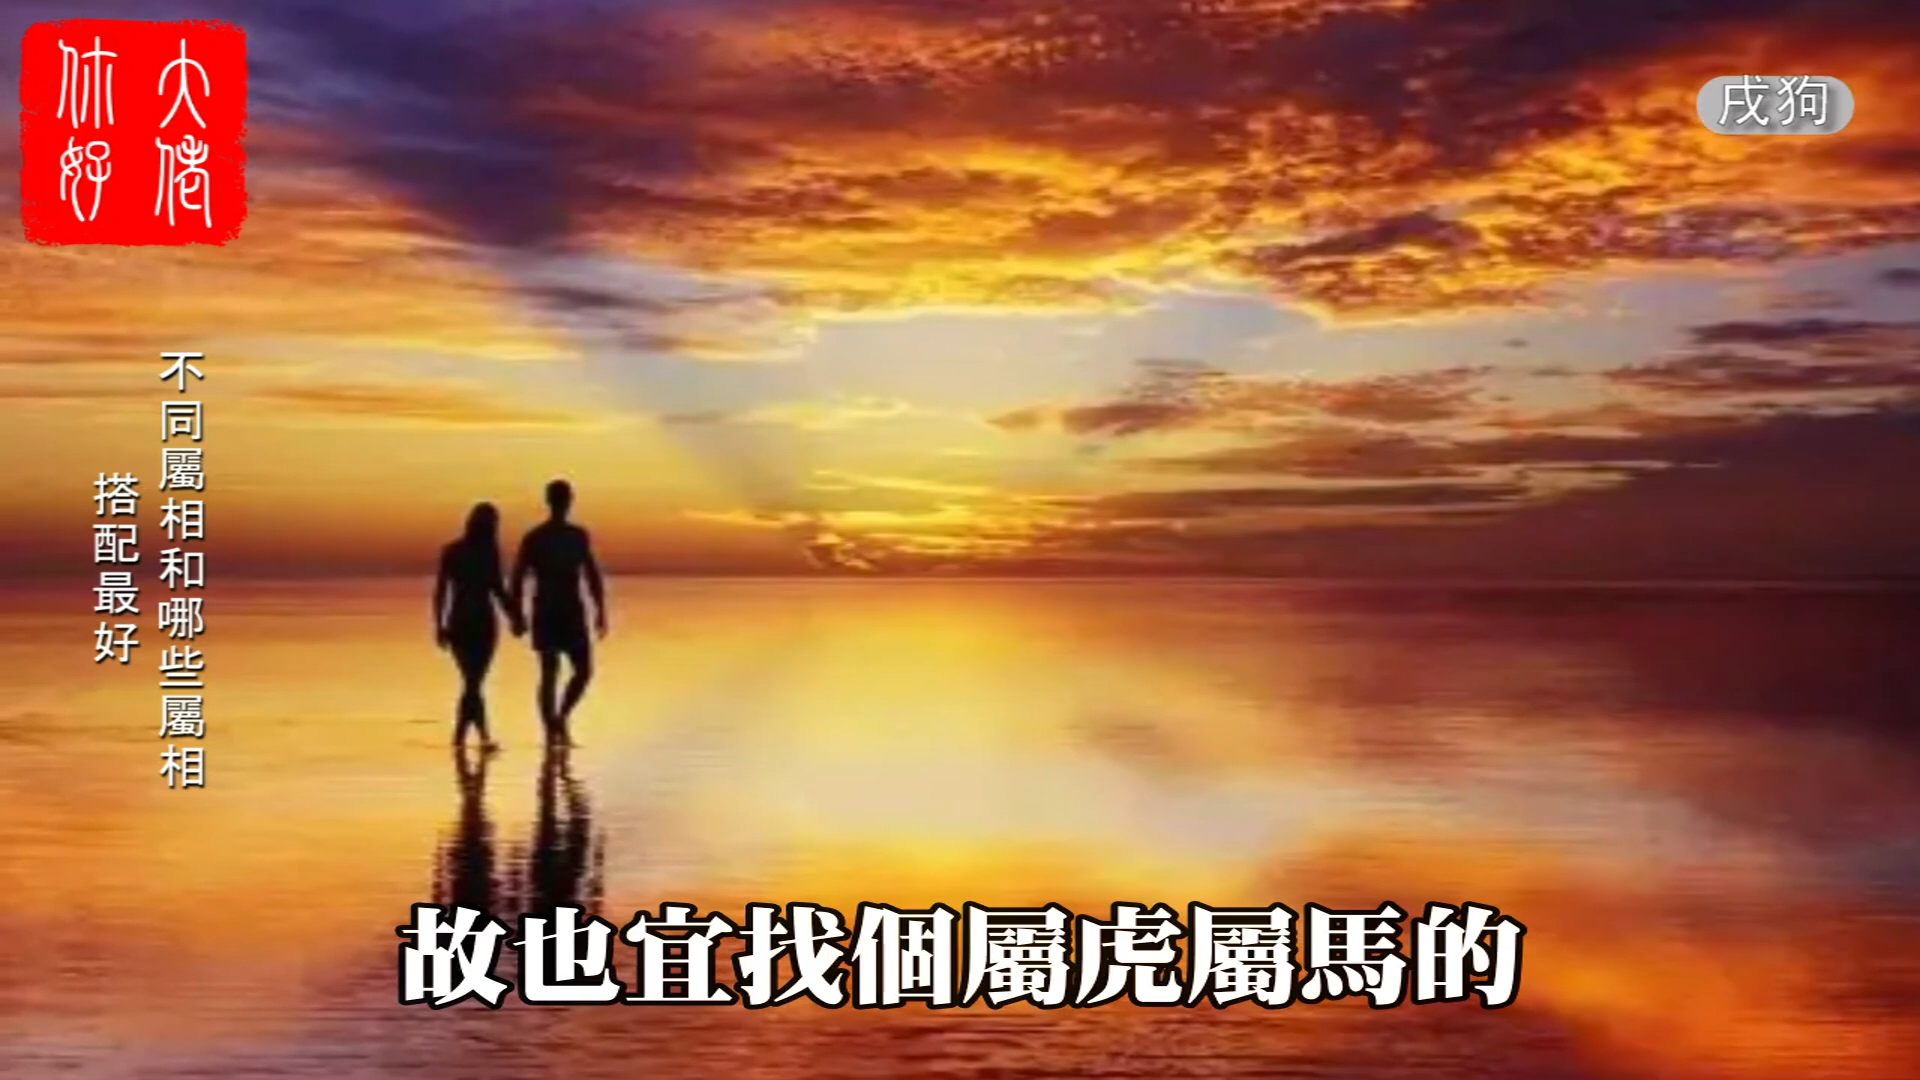 大佬
你好
戌狗
不同屬相和哪些屬相
搭配最好
故也宜找個屬虎屬馬的